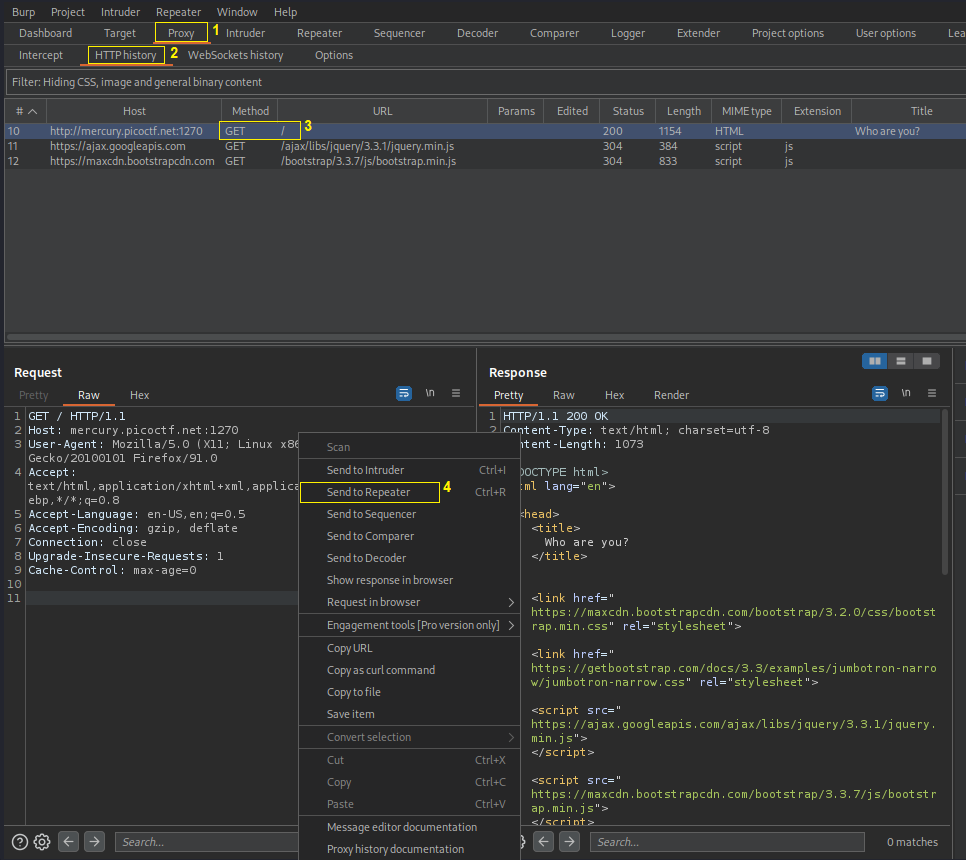 Burp Project Intruder Repeater Window Help
Dashboard Target Proxy 1 Intruder Repeater Sequencer Decoder Comparer Logger Extender Project options User options Lea
Intercept HTTP history 2 WebSockets history Options
Filter: Hiding CSS, image and general binary content
# Host Method URL Params Edited Status Length MIME type Extension Title
10 http://mercury.picoctf.net:1270 GET / 3 200 1154 HTML Who are you?
11 https://ajax.googleapis.com GET /ajax/libs/jquery/3.3.1/jquery.min.js 304 384 script js
12 https://maxcdn.bootstrapcdn.com GET /bootstrap/3.3.7/js/bootstrap.min.js 304 833 script js
Request
Pretty Raw Hex \n
1 GET / HTTP/1.1
2 Host: mercury.picoctf.net:1270
3 User-Agent: Mozilla/5.0 (X11; Linux x86
Gecko/20100101 Firefox/91.0
4 Accept:
text/html,application/xhtml+xml,applica
ebp,*/*;q=0.8
5 Accept-Language: en-US,en;q=0.5
6 Accept-Encoding: gzip, deflate
7 Connection: close
8 Upgrade-Insecure-Requests: 1
9 Cache-Control: max-age=0
10
11
Search...
Scan
Send to Intruder Ctrl+I
Send to Repeater 4 Ctrl+R
Send to Sequencer
Send to Comparer
Send to Decoder
Show response in browser
Request in browser
Engagement tools [Pro version only]
Copy URL
Copy as curl command
Copy to file
Save item
Convert selection
Cut Ctrl+X
Copy Ctrl+C
Paste Ctrl+V
Message editor documentation
Proxy history documentation
Response
Pretty Raw Hex Render \n
1 HTTP/1.1 200 OK
2 Content-Type: text/html; charset=utf-8
ntent-Length: 1073
DOCTYPE html>
ml lang="en">
<head>
<title>
Who are you?
</title>
<link href="
https://maxcdn.bootstrapcdn.com/bootstrap/3.2.0/css/bootst
rap.min.css" rel="stylesheet">
<link href="
https://getbootstrap.com/docs/3.3/examples/jumbotron-narro
w/jumbotron-narrow.css" rel="stylesheet">
<script src="
https://ajax.googleapis.com/ajax/libs/jquery/3.3.1/jquery.
min.js">
</script>
<script src="
https://maxcdn.bootstrapcdn.com/bootstrap/3.3.7/js/bootstr
ap.min.js">
</script>
Search... 0 matches